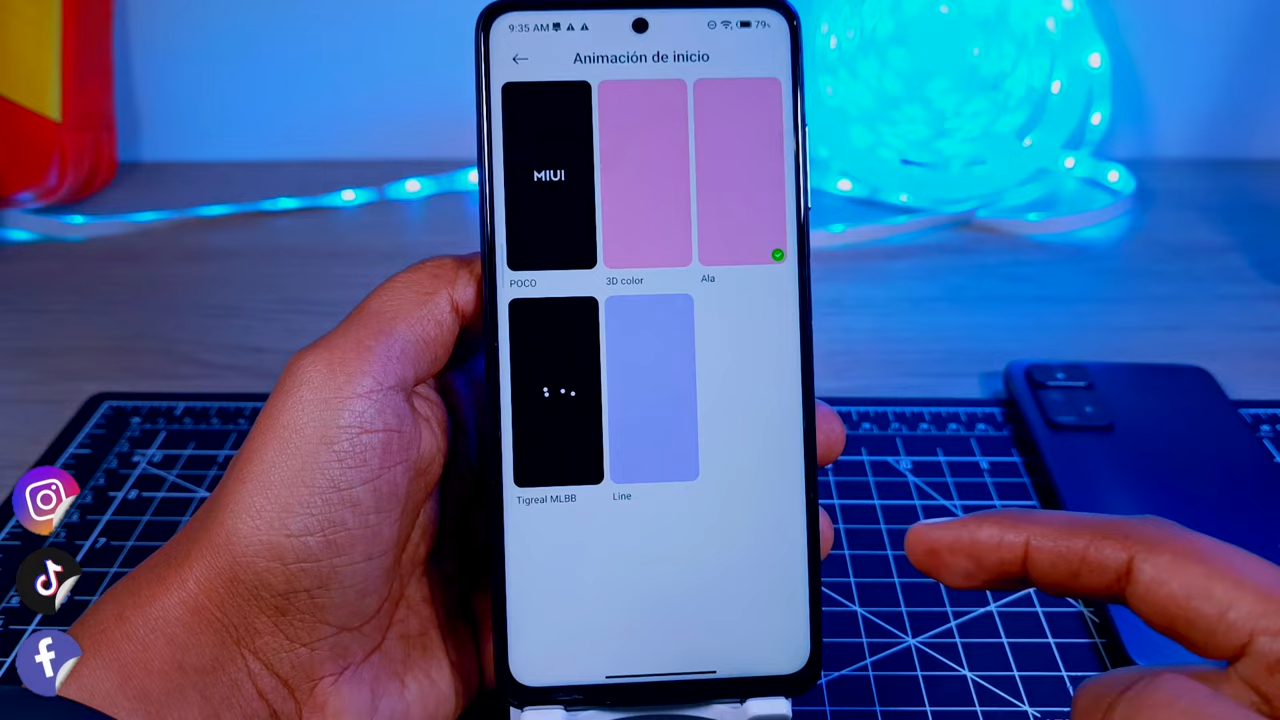 9:35 AM
79%
Animación de inicio
MIUI
POCO
3D color
Ala
Tigreal MLBB
Line